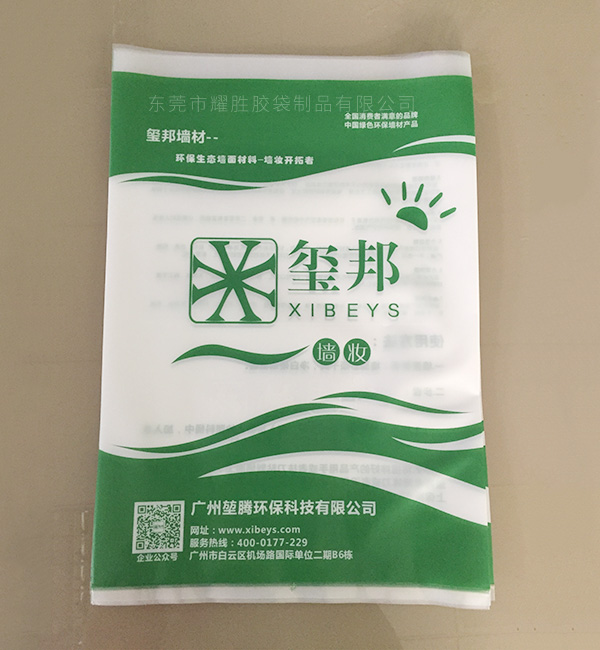 东莞市耀胜胶袋制品有限公司
全国消费者满意的品牌
中国绿色环保墙材产品
玺邦墙材--
环保生态墙面材料-墙妆开拓者
玺邦
XIBEYS
墙妆
使用方法
广州堃腾环保科技有限公司
网址：www.xibeys.com
服务热线：400-0177-229
广州市白云区机场路国际单位二期B6栋
企业公众号